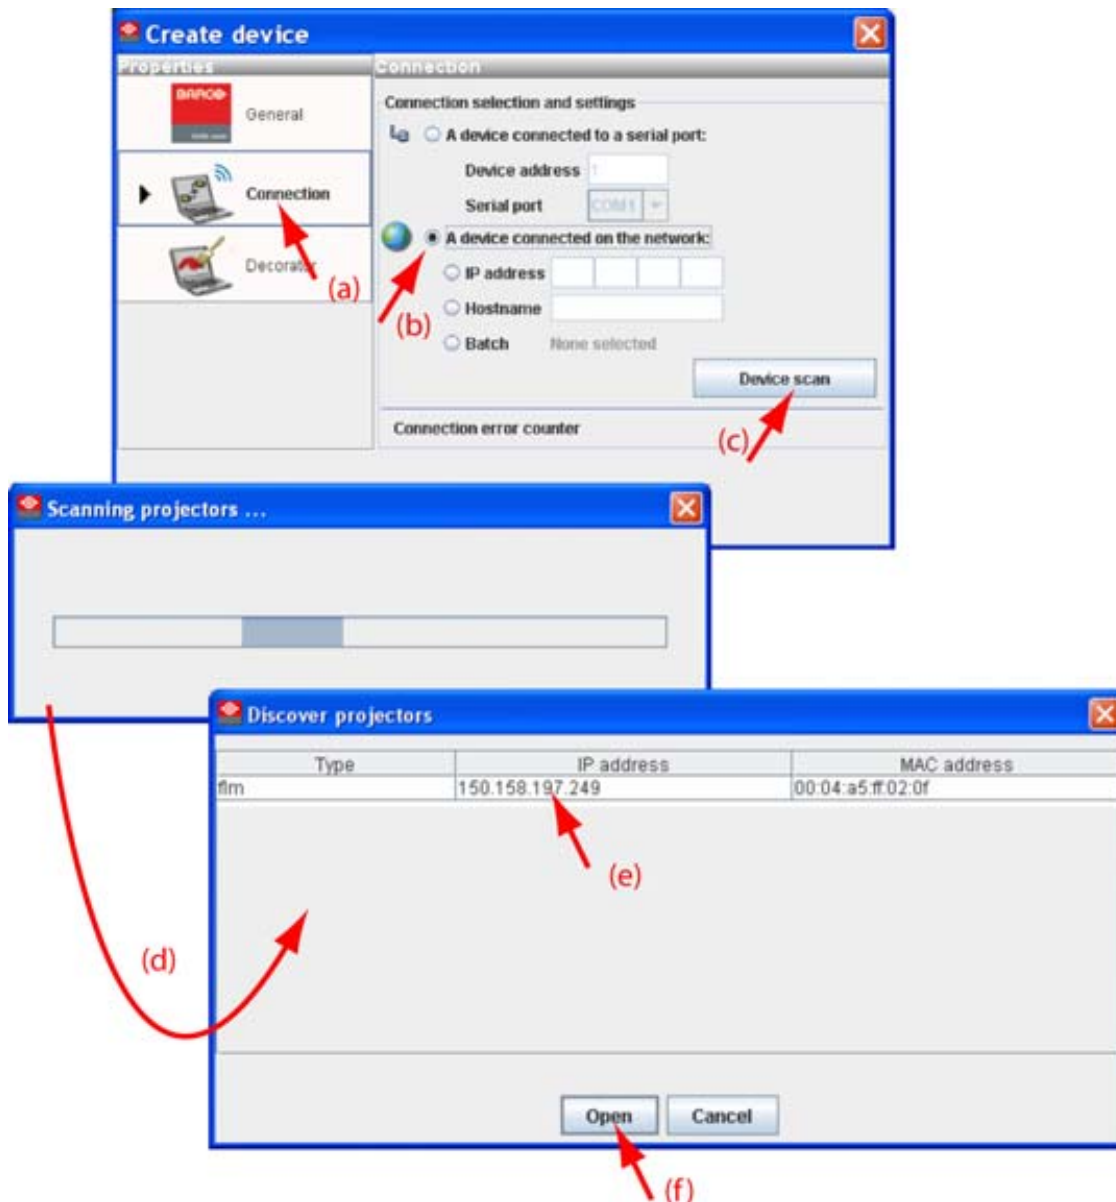 Create device
Properties
Connection
BARCO
General
Connection
Decorator
(a)
Connection selection and settings
A device connected to a serial port:
Device address 1
Serial port COM1
A device connected on the network:
(b)
IP address
Hostname
Batch None selected
Device scan
(c)
Connection error counter
Scanning projectors ...
(d)
Discover projectors
Type IP address MAC address
flm 150.158.197.249 00:04:a5:ff:02:0f
(e)
Open Cancel
(f)